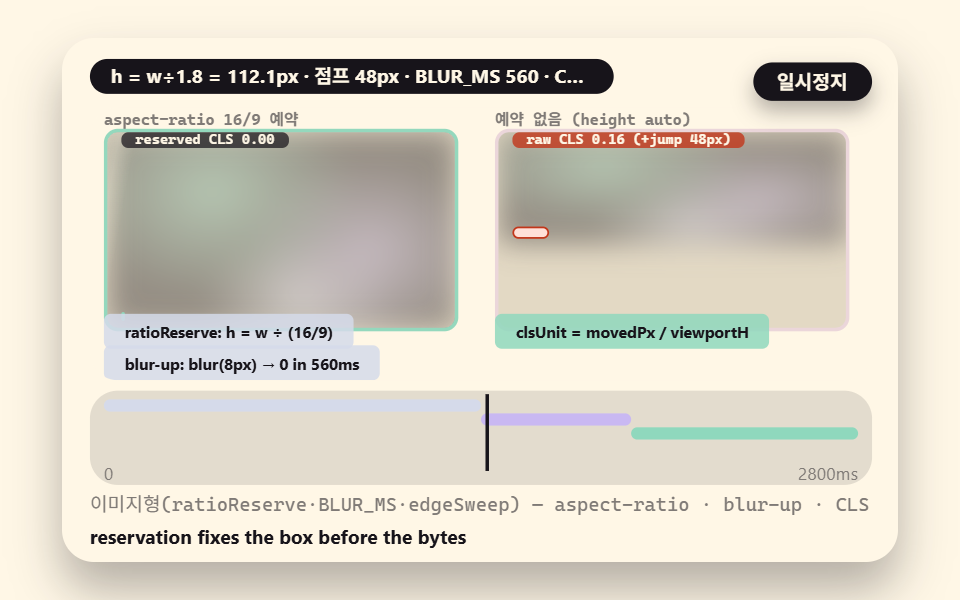 h = w÷1.8 = 112.1px · 점프 48px · BLUR_MS 560 · C...
일시정지
aspect-ratio 16/9 예약
예약 없음 (height auto)
reserved CLS 0.00
raw CLS 0.16 (+jump 48px)
ratioReserve: h = w ÷ (16/9)
clsUnit = movedPx / viewportH
blur-up: blur(8px) → 0 in 560ms
0
2800ms
이미지형(ratioReserve·BLUR_MS·edgeSweep) — aspect-ratio · blur-up · CLS
reservation fixes the box before the bytes